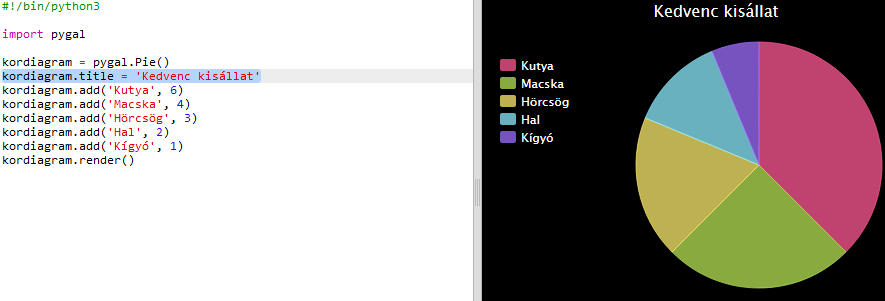 #!/bin/python3
import pygal
kordiagram = pygal.Pie()
kordiagram.title = 'Kedvenc kisállat'
kordiagram.add('Kutya', 6)
kordiagram.add('Macska', 4)
kordiagram.add('Hörcsög', 3)
kordiagram.add('Hal', 2)
kordiagram.add('Kígyó', 1)
kordiagram.render()
Kedvenc kisállat
Kutya
Macska
Hörcsög
Hal
Kígyó